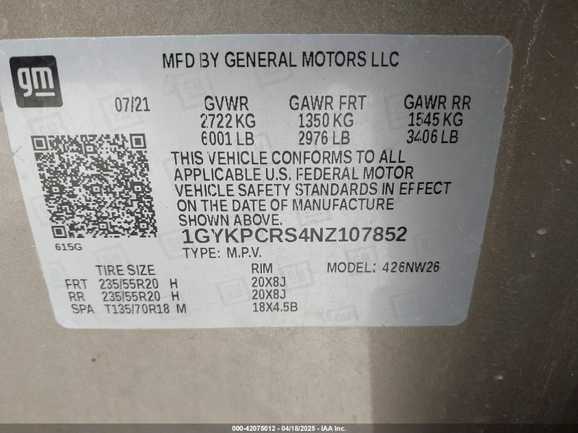 gm
MFD BY GENERAL MOTORS LLC
07/21 GVWR GAWR FRT GAWR RR
2722 KG 1350 KG 1545 KG
6001 LB 2976 LB 3406 LB
THIS VEHICLE CONFORMS TO ALL
APPLICABLE U.S. FEDERAL MOTOR
VEHICLE SAFETY STANDARDS IN EFFECT
ON THE DATE OF MANUFACTURE
SHOWN ABOVE.
615G
1GYKPCRS4NZ107852
TYPE: M.P.V.
TIRE SIZE RIM MODEL: 426NW26
FRT 235/55R20 H 20X8J
RR 235/55R20 H 20X8J
SPA T135/70R18 M 18X4.5B
000-42075012 - 04/18/2025 - IAA Inc.